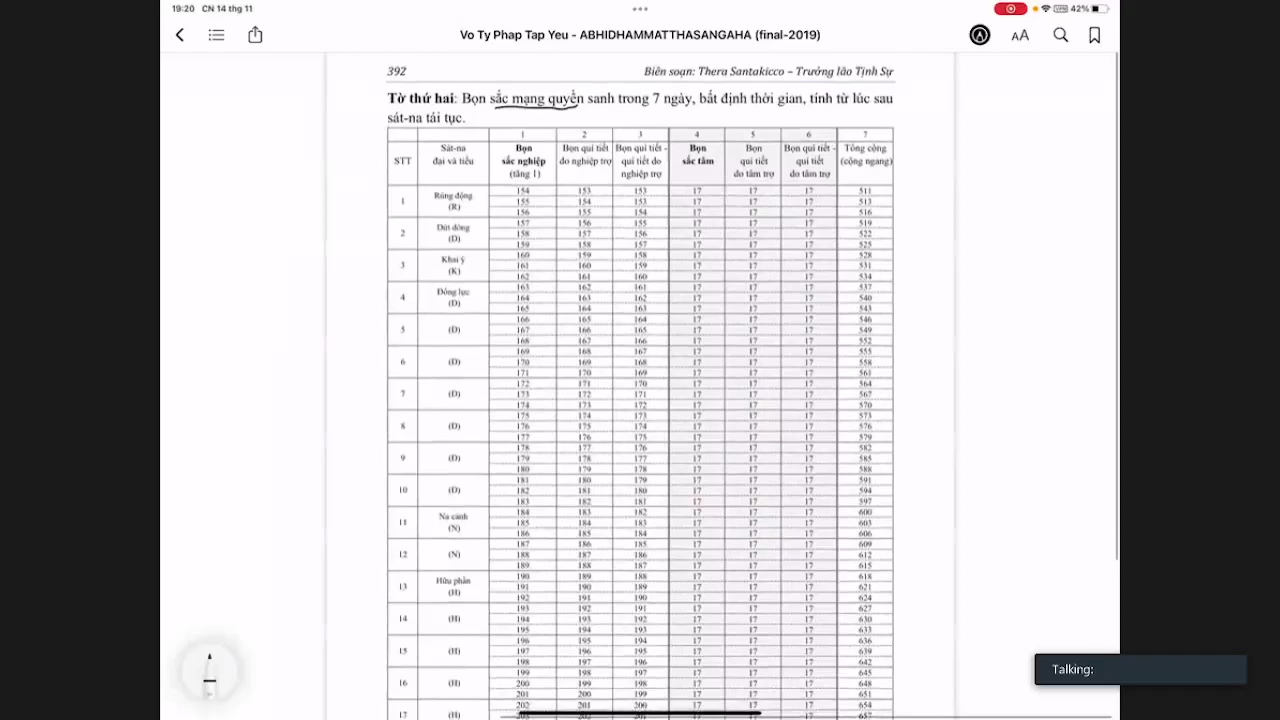 19:20 CN 14 thg 11
42%
Vo Ty Phap Tap Yeu - ABHIDHAMMATTHASANGAHA (final-2019)
AA
392 Biên soạn: Thera Santakicco – Trưởng lão Tịnh Sự
Tờ thứ hai: Bọn sắc mạng quyền sanh trong 7 ngày, bất định thời gian, tính từ lúc sau
sát-na tái tục.
1 2 3 4 5 6 7
STT Sát-na đại và tiểu Bọn sắc nghiệp (tăng 1) Bọn quí tiết do nghiệp trợ Bọn quí tiết - quí tiết do nghiệp trợ Bọn sắc tâm Bọn quí tiết do tâm trợ Bọn quí tiết - quí tiết do tâm trợ Tổng cộng (cộng ngang)
1 Rúng động (R) 154 153 153 17 17 17 511
155 154 153 17 17 17 513
156 155 154 17 17 17 516
2 Dứt dòng (D) 157 156 155 17 17 17 519
158 157 156 17 17 17 522
159 158 157 17 17 17 525
3 Khai ý (K) 160 159 158 17 17 17 528
161 160 159 17 17 17 531
162 161 160 17 17 17 534
4 Đổng lực (D) 163 162 161 17 17 17 537
164 163 162 17 17 17 540
165 164 163 17 17 17 543
5 (D) 166 165 164 17 17 17 546
167 166 165 17 17 17 549
168 167 166 17 17 17 552
6 (D) 169 168 167 17 17 17 555
170 169 168 17 17 17 558
171 170 169 17 17 17 561
7 (D) 172 171 170 17 17 17 564
173 172 171 17 17 17 567
174 173 172 17 17 17 570
8 (D) 175 174 173 17 17 17 573
176 175 174 17 17 17 576
177 176 175 17 17 17 579
9 (D) 178 177 176 17 17 17 582
179 178 177 17 17 17 585
180 179 178 17 17 17 588
10 (D) 181 180 179 17 17 17 591
182 181 180 17 17 17 594
183 182 181 17 17 17 597
11 Na cảnh (N) 184 183 182 17 17 17 600
185 184 183 17 17 17 603
186 185 184 17 17 17 606
12 (N) 187 186 185 17 17 17 609
188 187 186 17 17 17 612
189 188 187 17 17 17 615
13 Hữu phần (H) 190 189 188 17 17 17 618
191 190 189 17 17 17 621
192 191 190 17 17 17 624
14 (H) 193 192 191 17 17 17 627
194 193 192 17 17 17 630
195 194 193 17 17 17 633
15 (H) 196 195 194 17 17 17 636
197 196 195 17 17 17 639
198 197 196 17 17 17 642
16 (H) 199 198 197 17 17 17 645
200 199 198 17 17 17 648
201 200 199 17 17 17 651
17 (H) 202 201 200 17 17 17 654
203 17 17 17 657
Talking: